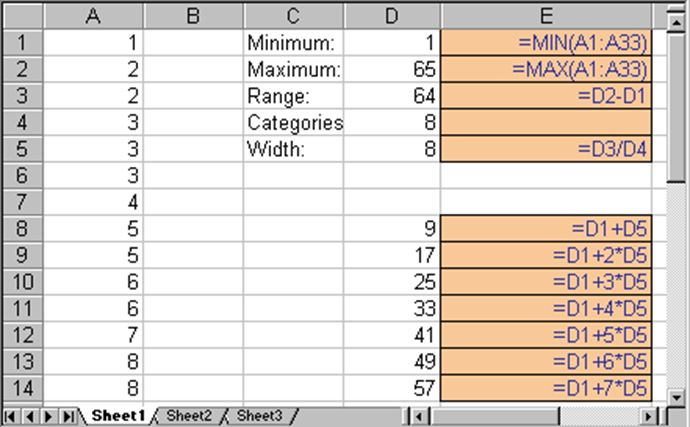 A B C D E
1 1 Minimum: 1 =MIN(A1:A33)
2 2 Maximum: 65 =MAX(A1:A33)
3 2 Range: 64 =D2-D1
4 3 Categories 8
5 3 Width: 8 =D3/D4
6 3
7 4
8 5 9 =D1+D5
9 5 17 =D1+2*D5
10 6 25 =D1+3*D5
11 6 33 =D1+4*D5
12 7 41 =D1+5*D5
13 8 49 =D1+6*D5
14 8 57 =D1+7*D5
Sheet1 Sheet2 Sheet3